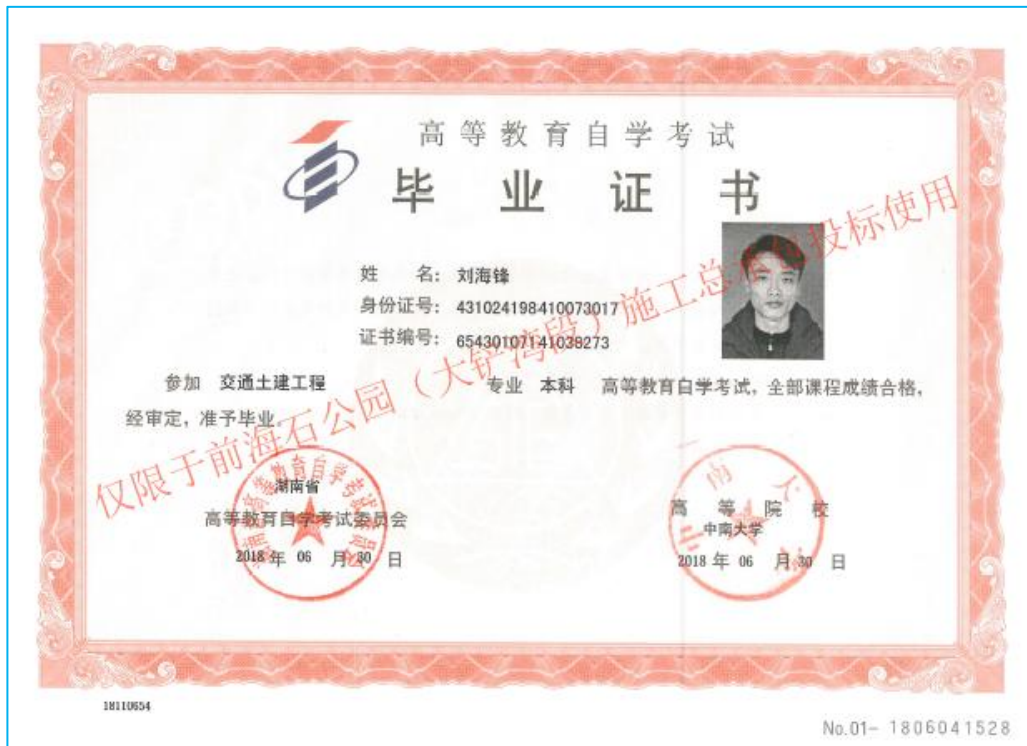 高等教育自学考试
毕业证书
姓 名：刘海锋
身份证号：431024198410073017
证书编号：65430107141038273
参加 交通土建工程 专业 本科 高等教育自学考试，全部课程成绩合格，
经审定，准予毕业。
仅限于前海石公园（大铲湾段）施工总承包投标使用
湖南省
高等教育自学考试委员会
2018 年 06 月 30 日
高等院校
中南大学
2018 年 06 月 30 日
18110654
No.01- 1806041528